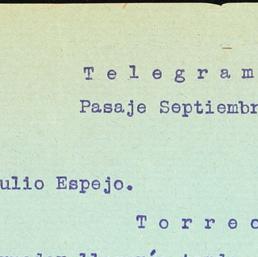 T e l e g r a m
Pasaje Septiembr
ulio Espejo.
T o r r e o